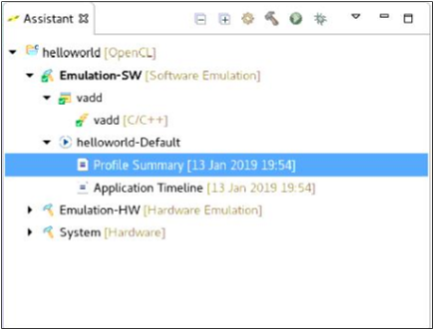 Assistant
helloworld [OpenCL]
Emulation-SW [Software Emulation]
vadd
vadd [C/C++]
helloworld-Default
Profile Summary [13 Jan 2019 19:54]
Application Timeline [13 Jan 2019 19:54]
Emulation-HW [Hardware Emulation]
System [Hardware]